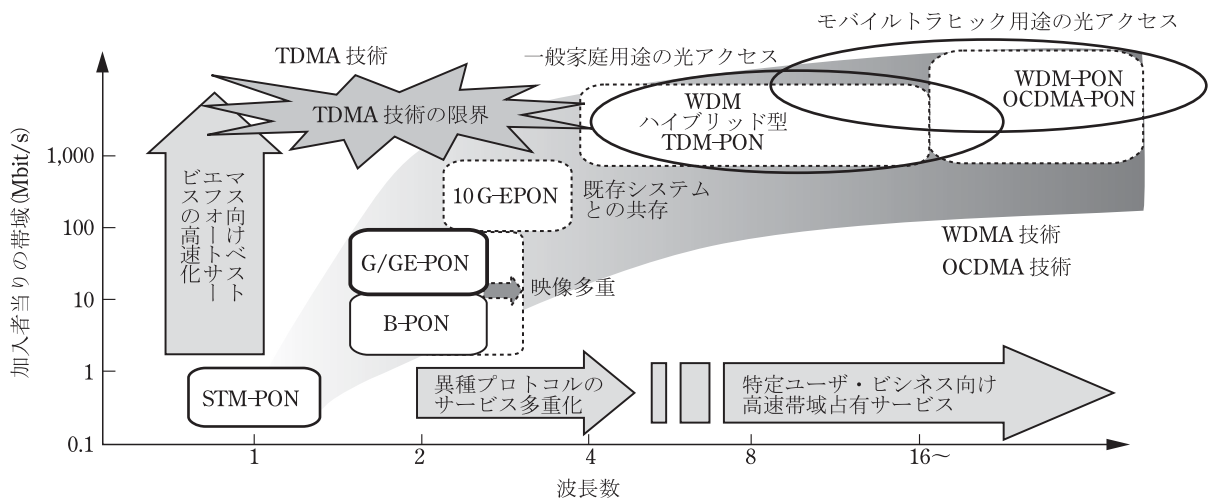 モバイルトラヒック用途の光アクセス
TDMA 技術
一般家庭用途の光アクセス
TDMA 技術の限界
WDM
ハイブリッド型
TDM-PON
WDM-PON
OCDMA-PON
加入者当りの帯域(Mbit/s)
1,000
100
10
1
0.1
マス向けベスト
エフォートサー
ビスの高速化
10 G-EPON
既存システム
との共存
G/GE-PON
映像多重
B-PON
STM-PON
WDMA 技術
OCDMA 技術
異種プロトコルの
サービス多重化
特定ユーザ・ビシネス向け
高速帯域占有サービス
1
2
4
8
16～
波長数